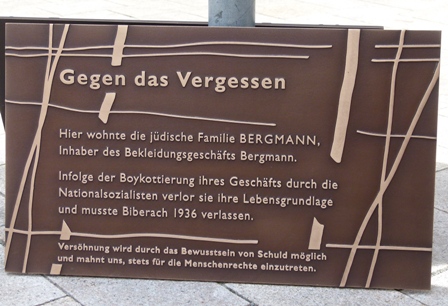 Gegen das Vergessen
Hier wohnte die jüdische Familie BERGMANN,
Inhaber des Bekleidungsgeschäfts Bergmann.
Infolge der Boykottierung ihres Geschäfts durch die
Nationalsozialisten verlor sie ihre Lebensgrundlage
und musste Biberach 1936 verlassen.
Versöhnung wird durch das Bewusstsein von Schuld möglich
und mahnt uns, stets für die Menschenrechte einzutreten.